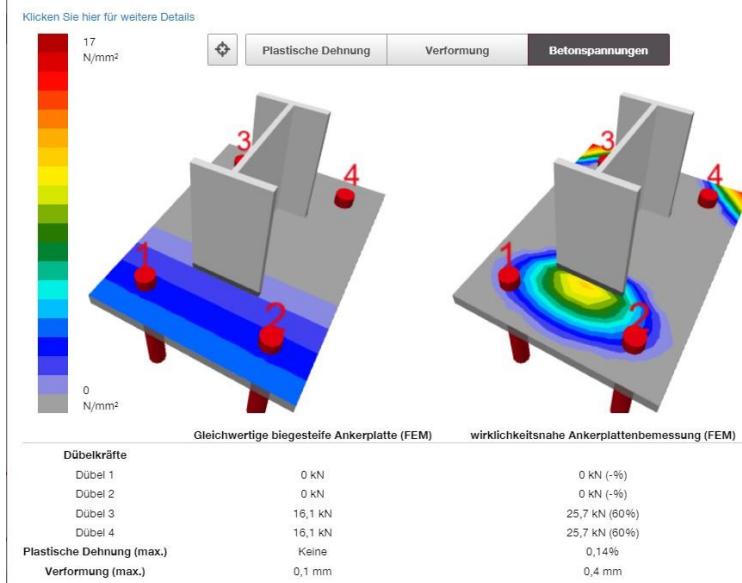 Klicken Sie hier für weitere Details
17
N/mm²
Plastische Dehnung Verformung Betonspannungen
3 4 1 2
3 4 1 2
0
N/mm²
Gleichwertige biegesteife Ankerplatte (FEM) wirklichkeitsnahe Ankerplattenbemessung (FEM)
Dübelkräfte
Dübel 1 0 kN 0 kN (-%)
Dübel 2 0 kN 0 kN (-%)
Dübel 3 16,1 kN 25,7 kN (60%)
Dübel 4 16,1 kN 25,7 kN (60%)
Plastische Dehnung (max.) Keine 0,14%
Verformung (max.) 0,1 mm 0,4 mm